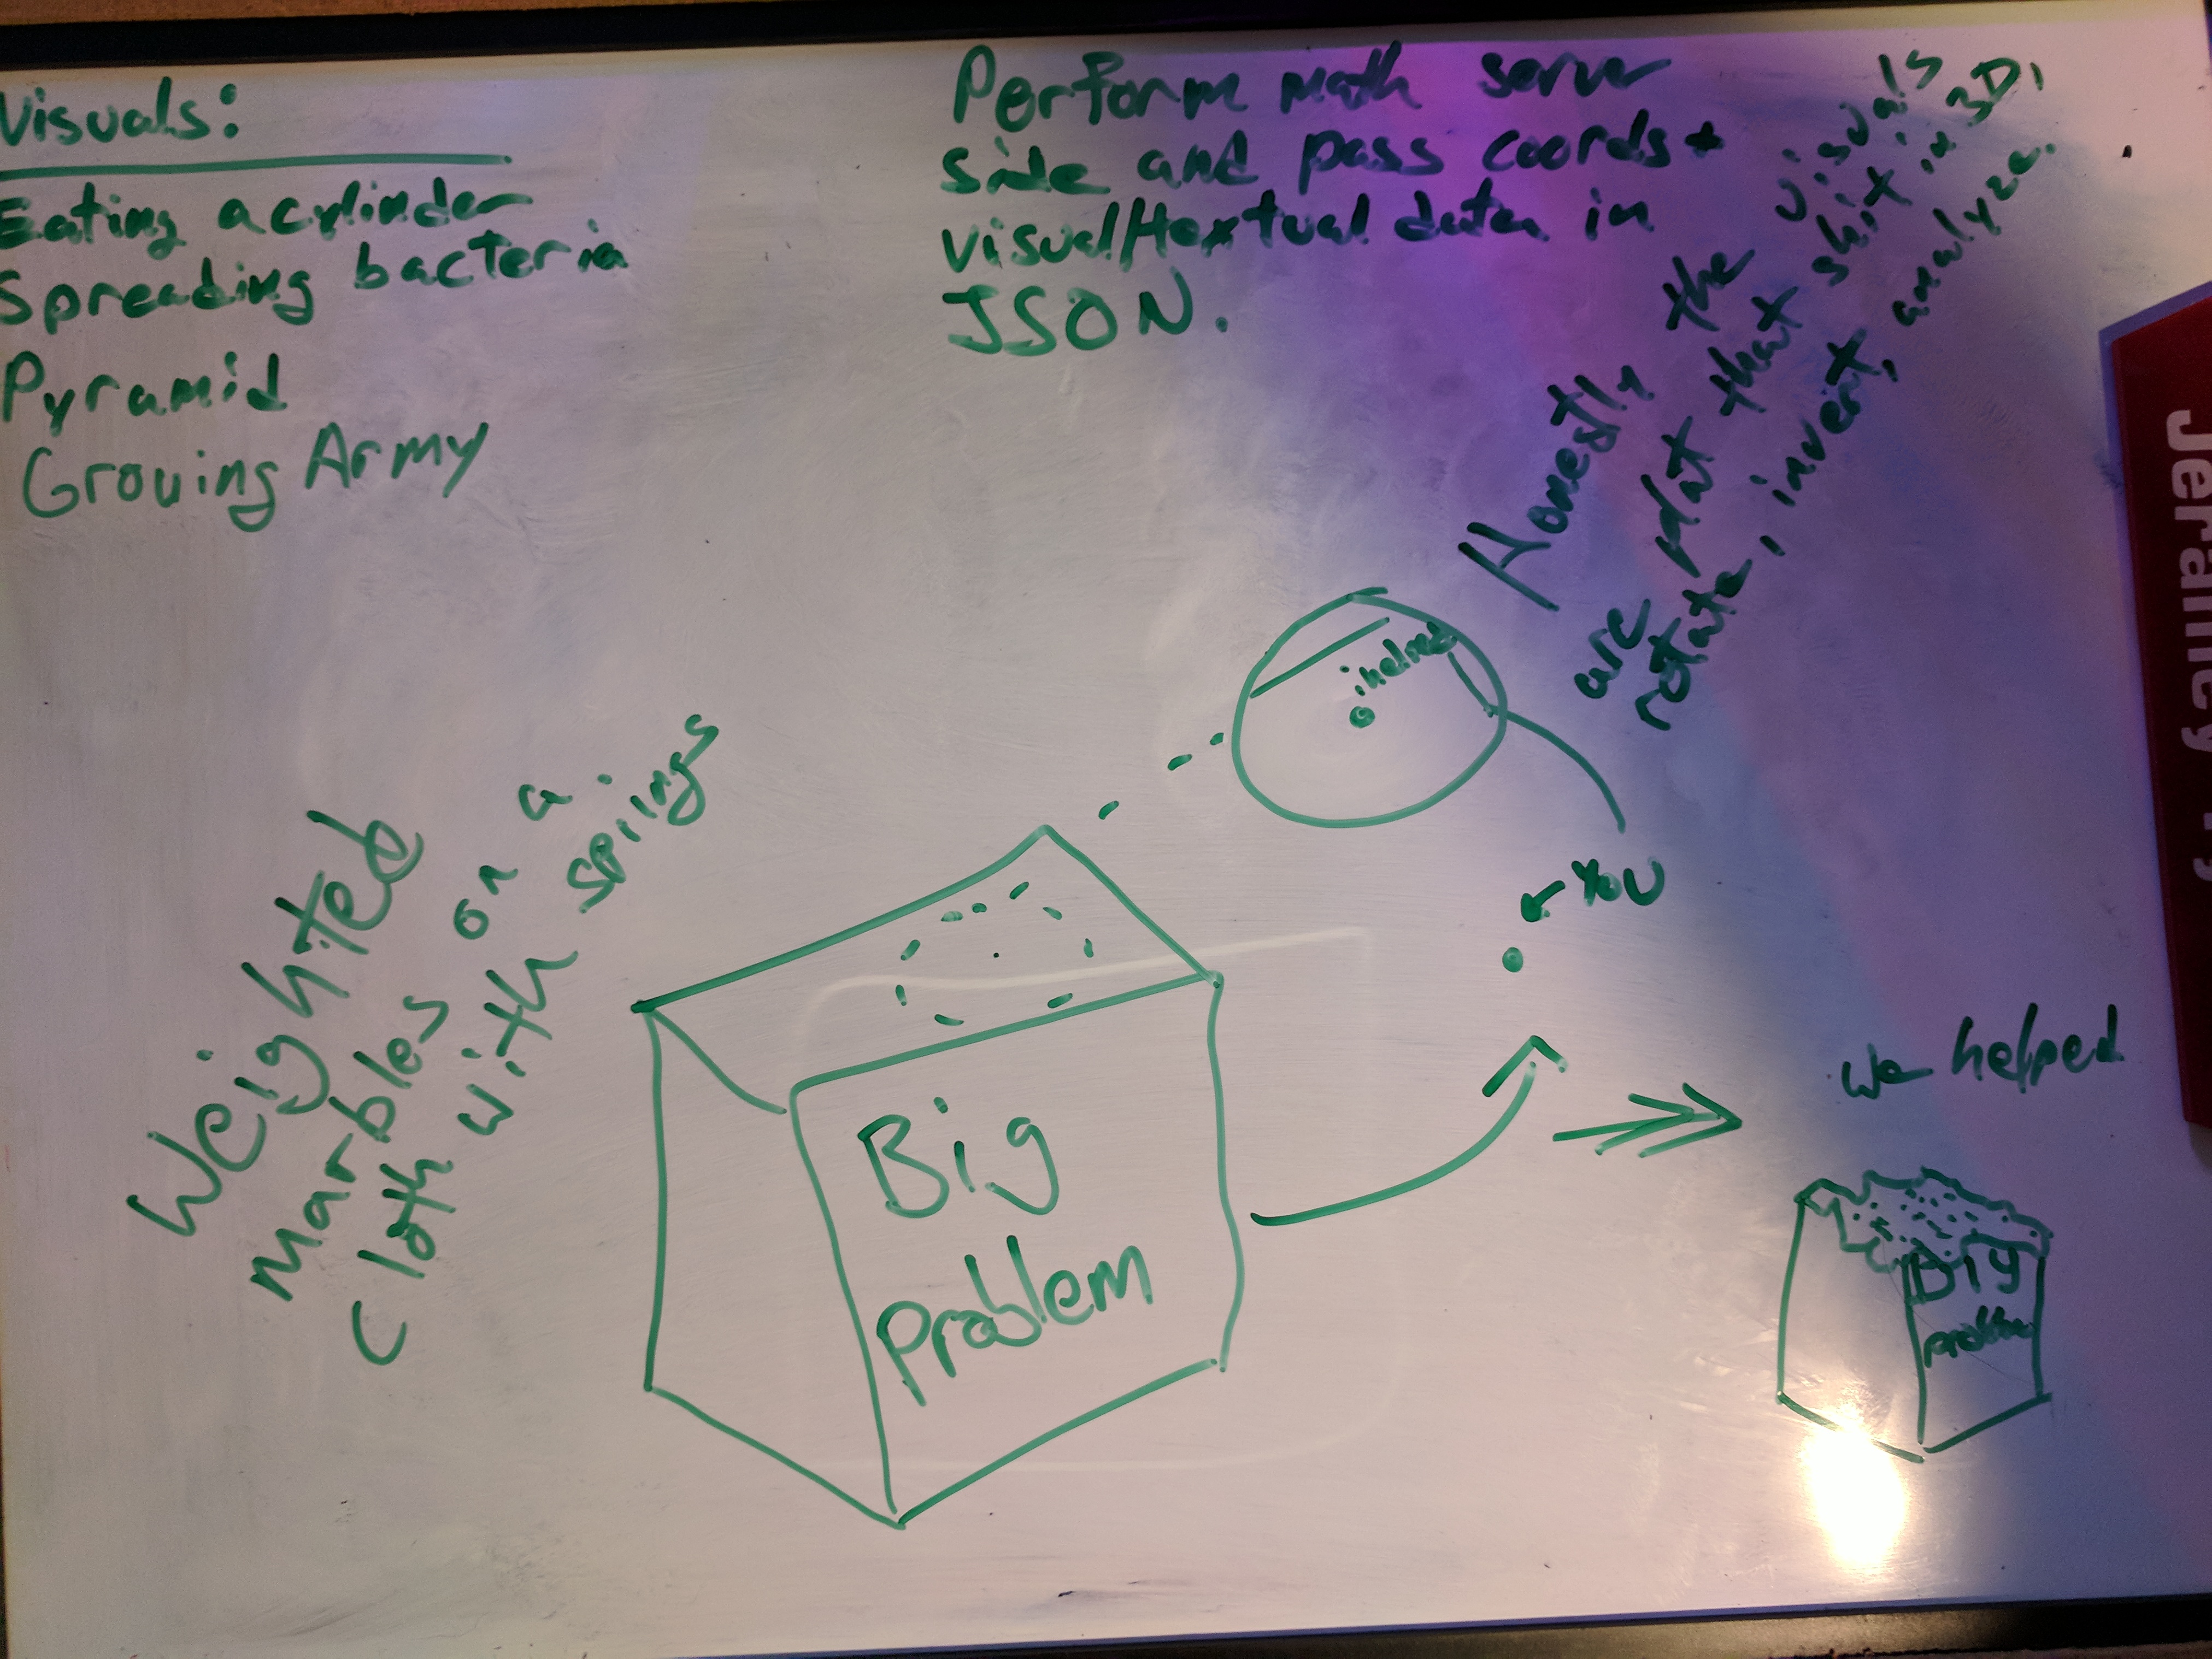 Visuals:
Eating a cylinder
Spreading bacteria
Pyramid
Growing Army
Perform math server
side and pass coords +
visual/textual data in
JSON.
Honestly the visuals
are plot that shit in 3D,
rotate, invert, analyze.
i helped
YOU
Weighted
marbles on a
cloth with springs
Big
Problem
We helped
Big
problem